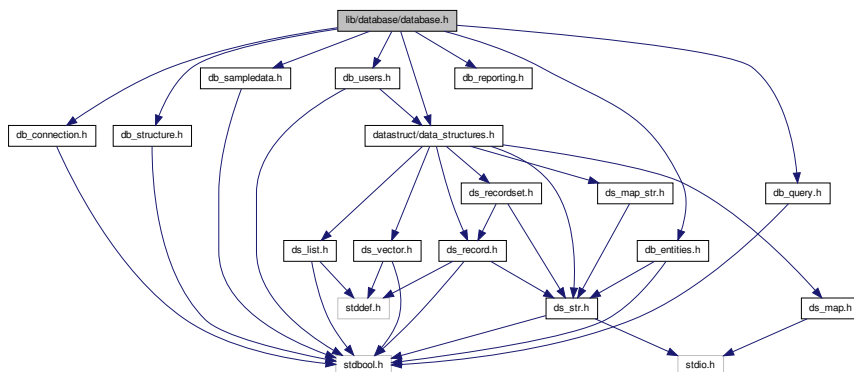 lib/database/database.h
db_sampledata.h
db_users.h
db_reporting.h
db_connection.h
db_structure.h
datastruct/data_structures.h
ds_recordset.h
ds_map_str.h
db_query.h
ds_list.h
ds_vector.h
ds_record.h
db_entities.h
stddef.h
ds_str.h
ds_map.h
stdbool.h
stdio.h